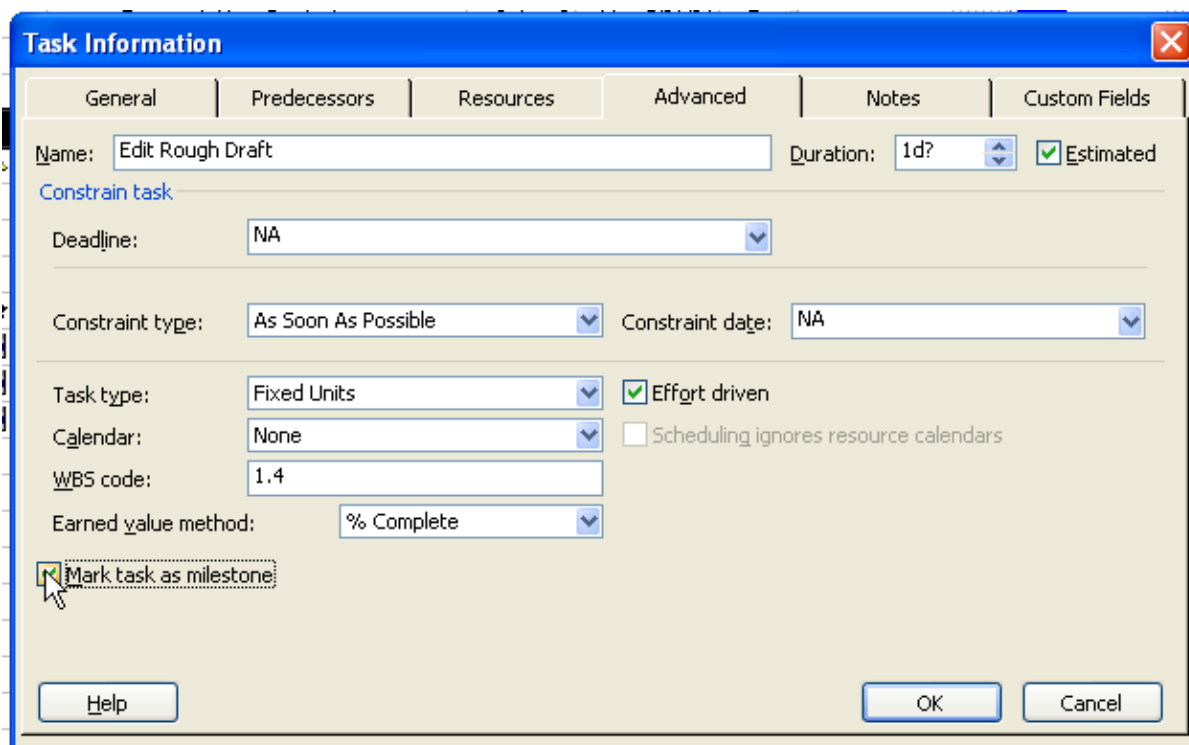 Task Information
General Predecessors Resources Advanced Notes Custom Fields
Name: Edit Rough Draft Duration: 1d? Estimated
Constrain task
Deadline: NA
Constraint type: As Soon As Possible Constraint date: NA
Task type: Fixed Units Effort driven
Calendar: None Scheduling ignores resource calendars
WBS code: 1.4
Earned value method: % Complete
Mark task as milestone
Help OK Cancel